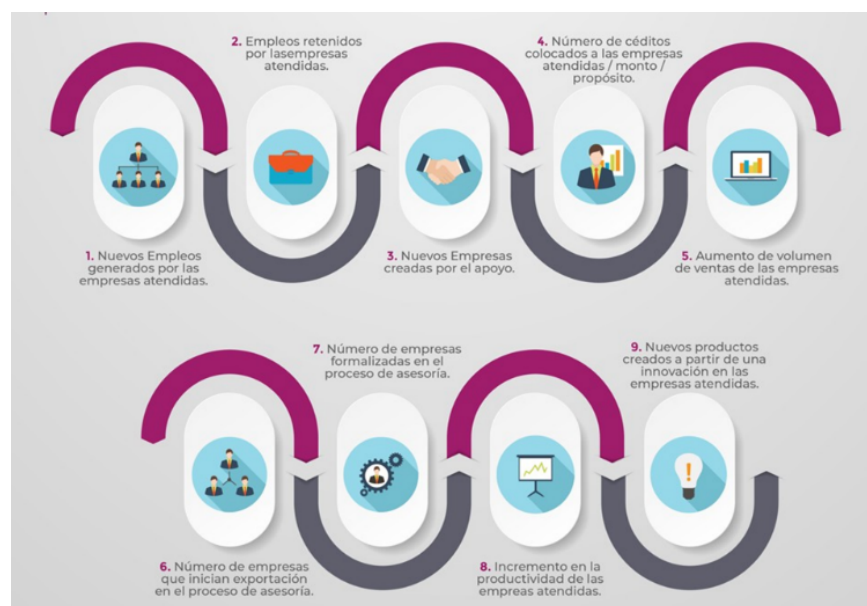 1. Nuevos Empleos
generados por las
empresas atendidas.
2. Empleos retenidos
por lasempresas
atendidas.
3. Nuevos Empresas
creadas por el apoyo.
4. Número de créditos
colocados a las empresas
atendidas / monto /
propósito.
5. Aumento de volumen
de ventas de las empresas
atendidas.
6. Número de empresas
que inician exportación
en el proceso de asesoría.
7. Número de empresas
formalizadas en el
proceso de asesoría.
8. Incremento en la
productividad de las
empreas atendidas.
9. Nuevos productos
creados a partir de una
innovación en las
empresas atendidas.